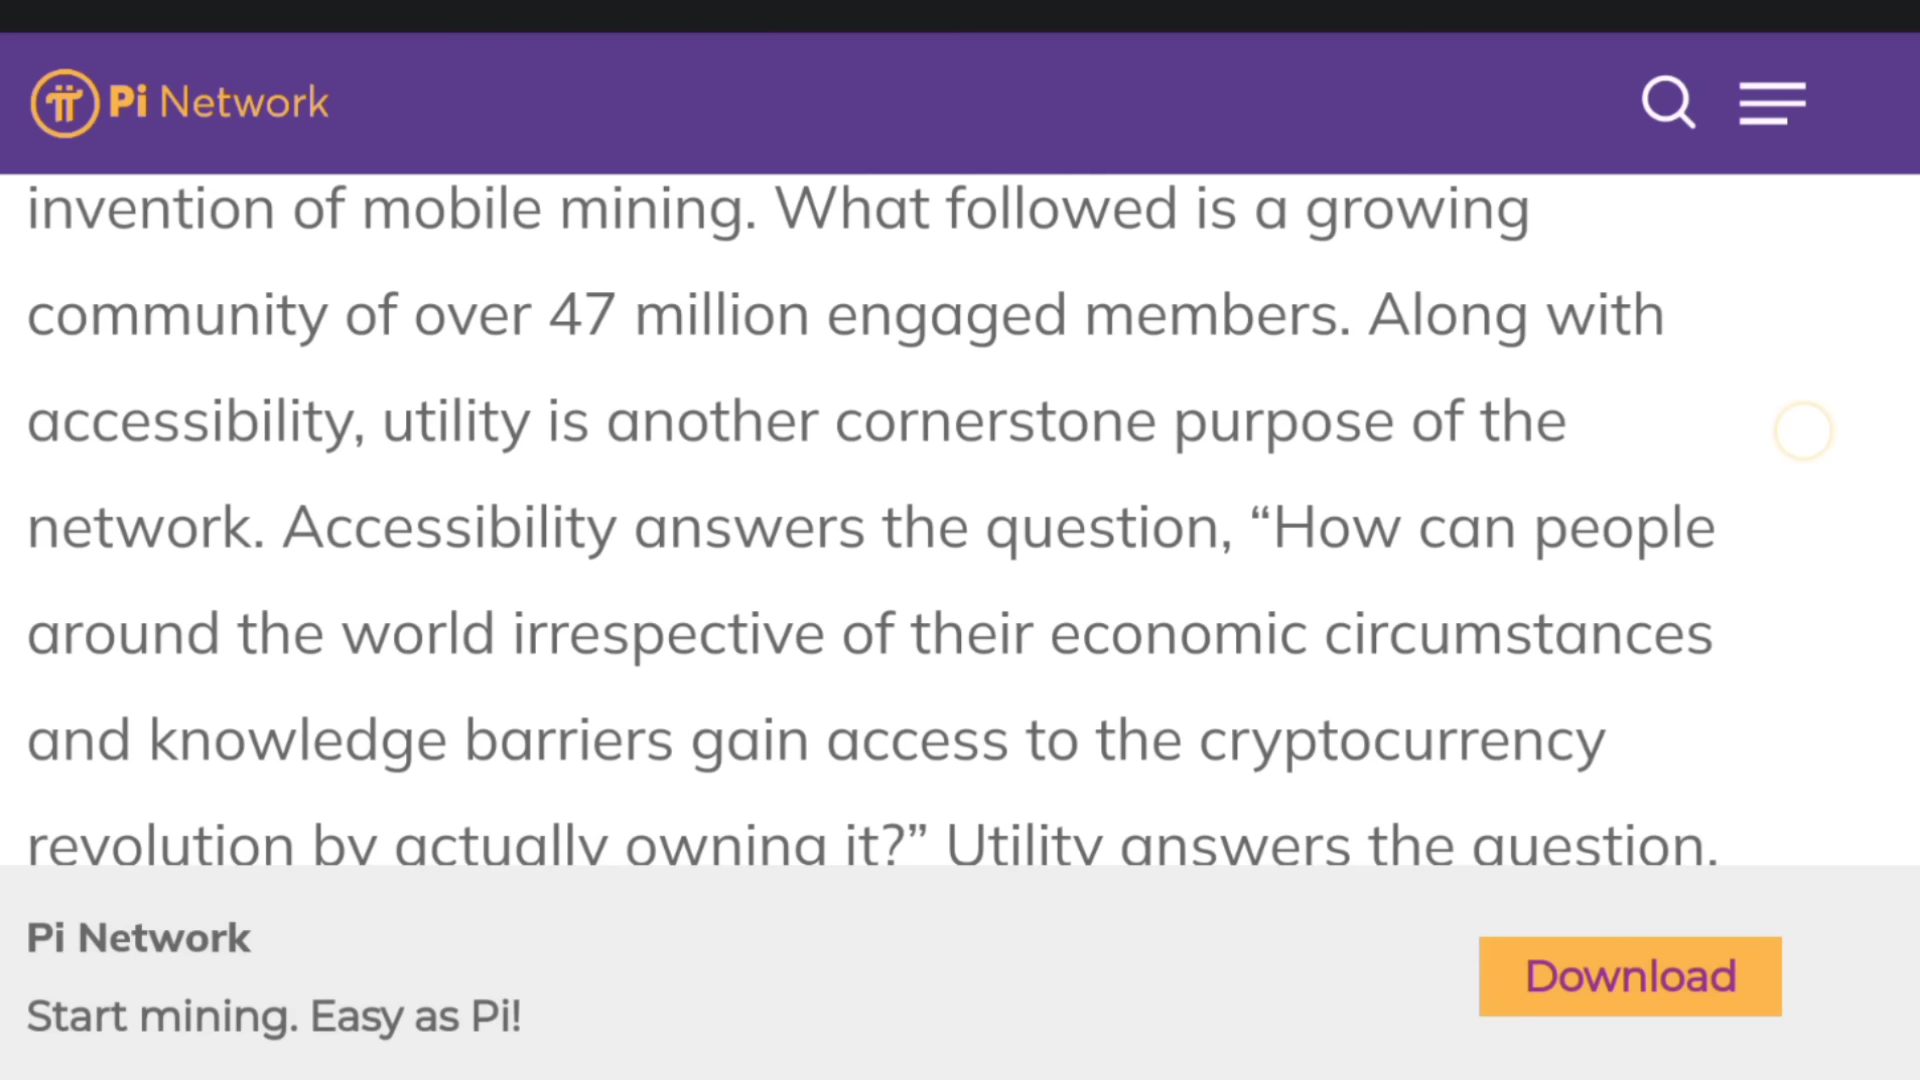 Pi Network
invention of mobile mining. What followed is a growing
community of over 47 million engaged members. Along with
accessibility, utility is another cornerstone purpose of the
network. Accessibility answers the question, “How can people
around the world irrespective of their economic circumstances
and knowledge barriers gain access to the cryptocurrency
revolution by actually owning it?” Utility answers the question,
Pi Network
Start mining. Easy as Pi!
Download